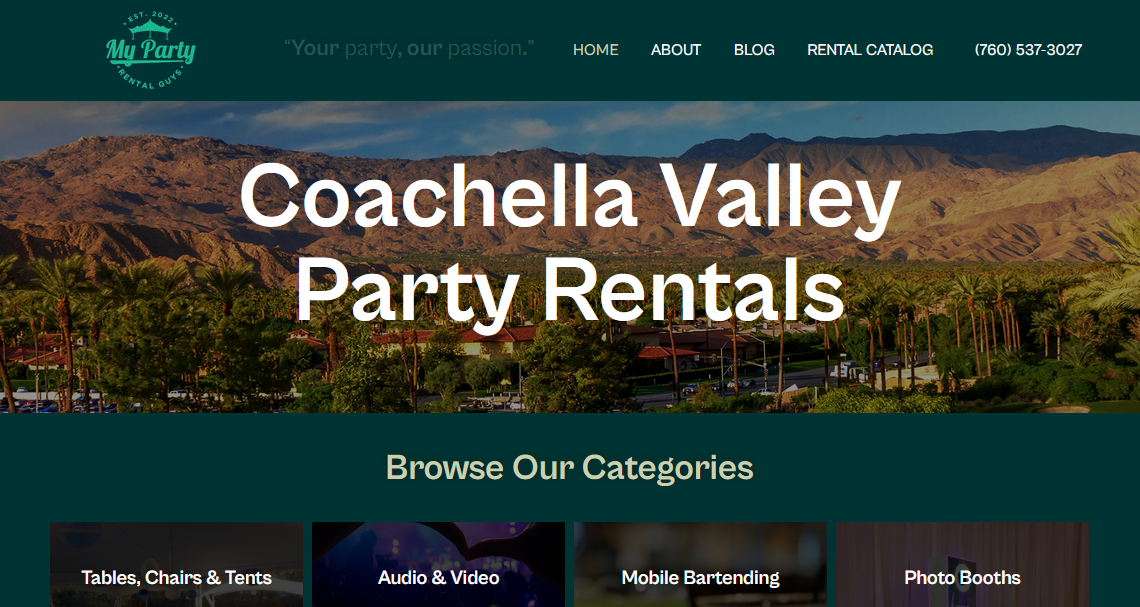 · EST. 2022 ·
My Party
· RENTAL GUYS ·
“Your party, our passion.”
HOME
ABOUT
BLOG
RENTAL CATALOG
(760) 537-3027
Coachella Valley
Party Rentals
Browse Our Categories
Tables, Chairs & Tents
Audio & Video
Mobile Bartending
Photo Booths